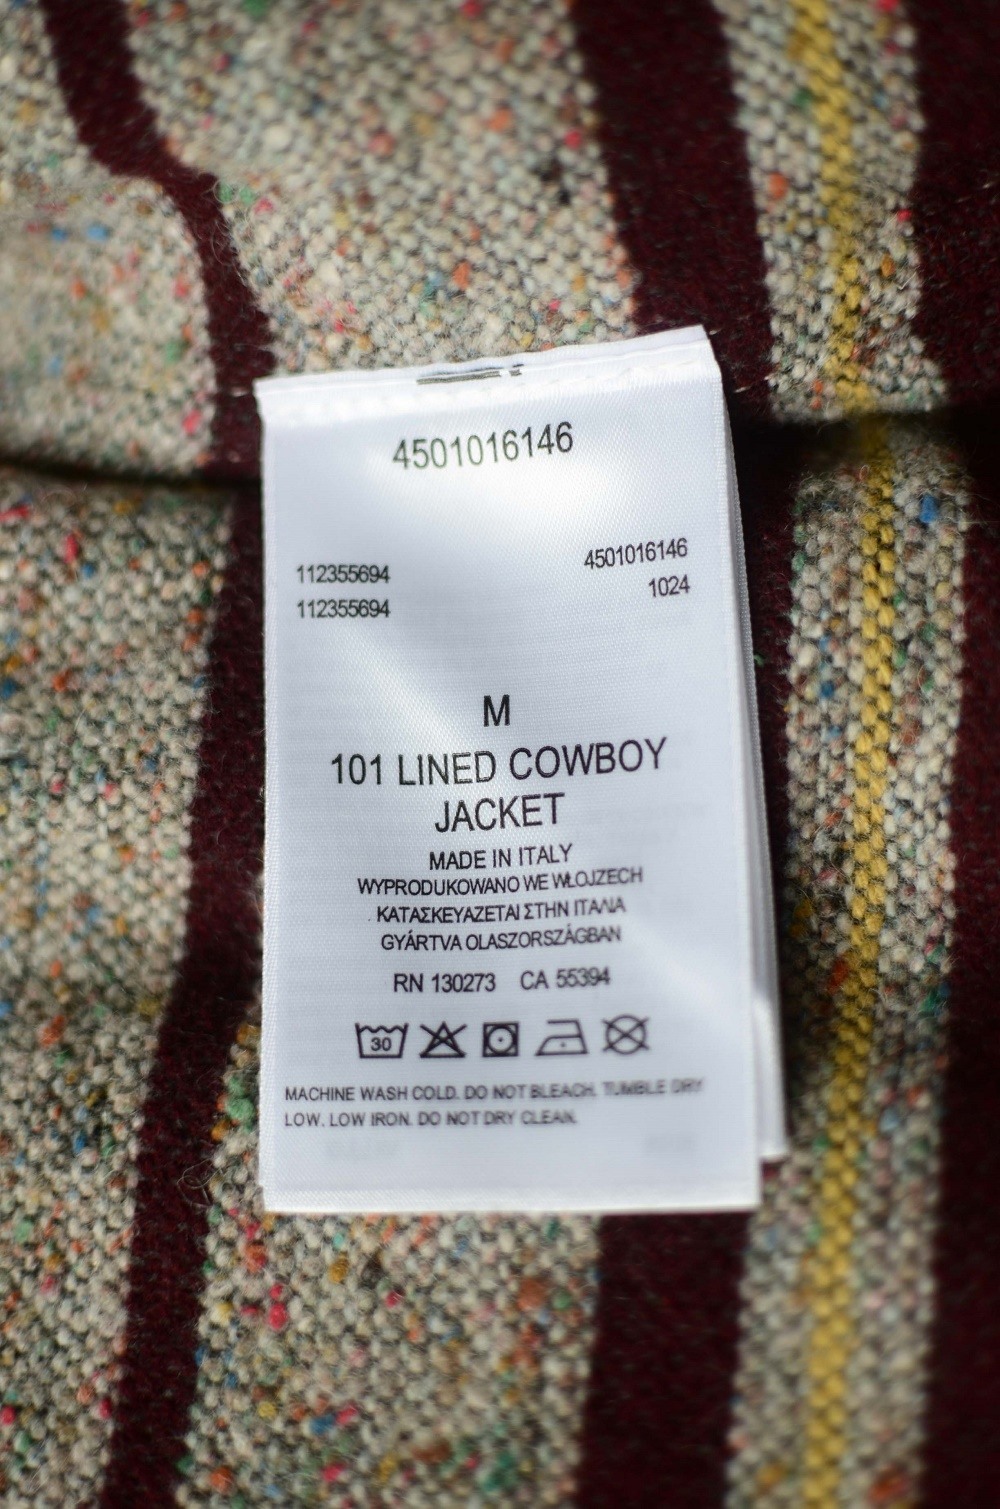 4501016146
112355694 4501016146
112355694 1024
M
101 LINED COWBOY
JACKET
MADE IN ITALY
WYPRODUKOWANO WE WŁOJZECH
ΚΑΤΑΣΚΕΥΑΖΕΤΑΙ ΣΤΗΝ ΙΤΑΛΙΑ
GYÁRTVA OLASZORSZÁGBAN
RN 130273 CA 55394
30
MACHINE WASH COLD. DO NOT BLEACH. TUMBLE DRY
LOW. LOW IRON. DO NOT DRY CLEAN.